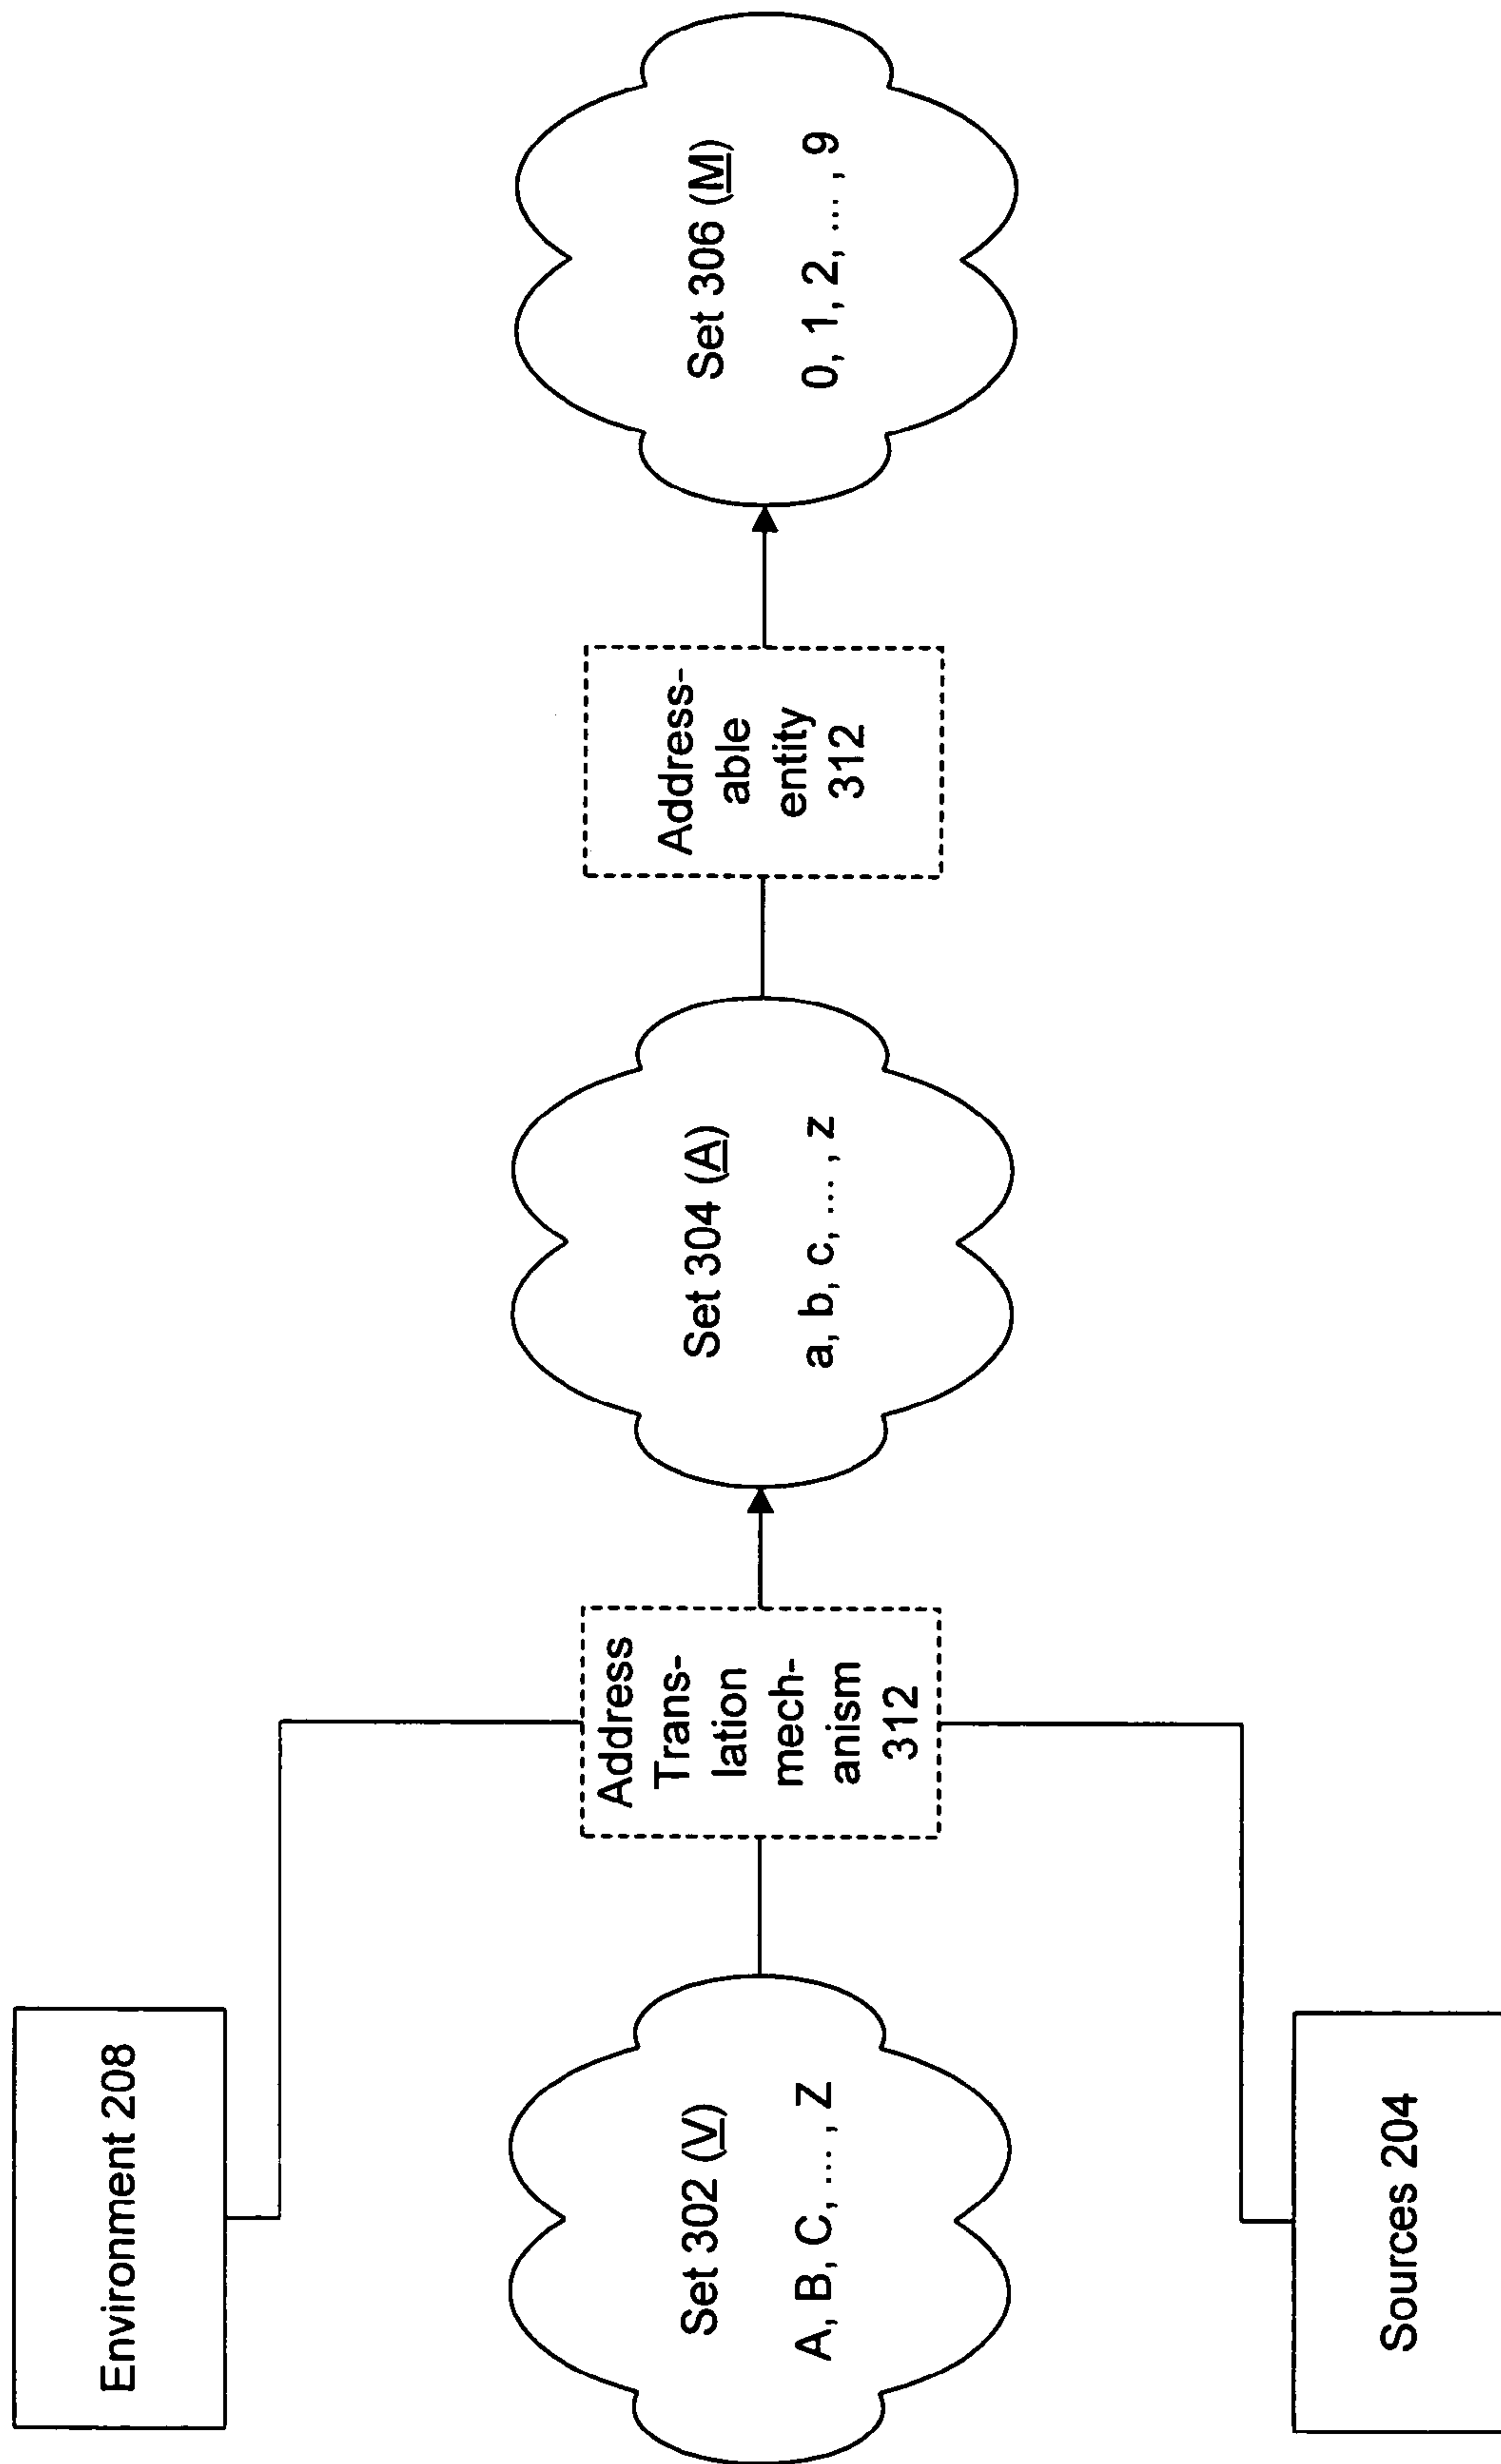 Environment 208
Set 302 (V)
A, B, C, ... , Z
Sources 204
Address
Trans-
lation
mech-
anism
312
Set 304 (A)
a, b, c, ... , z
Address-
able
entity
312
Set 306 (M)
0, 1, 2, ... , 9